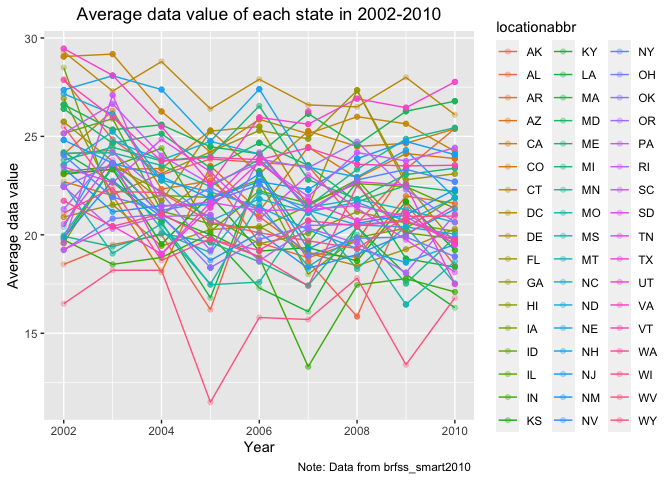 Average data value of each state in 2002-2010
locationabbr
30
25
20
15
Average data value
2002
2004
2006
2008
2010
Year
AK KY NY
AL LA OH
AR MA OK
AZ MD OR
CA ME PA
CO MI RI
CT MN SC
DC MO SD
DE MS TN
FL MT TX
GA NC UT
HI ND VA
IA NE VT
ID NH WA
IL NJ WI
IN NM WV
KS NV WY
Note: Data from brfss_smart2010